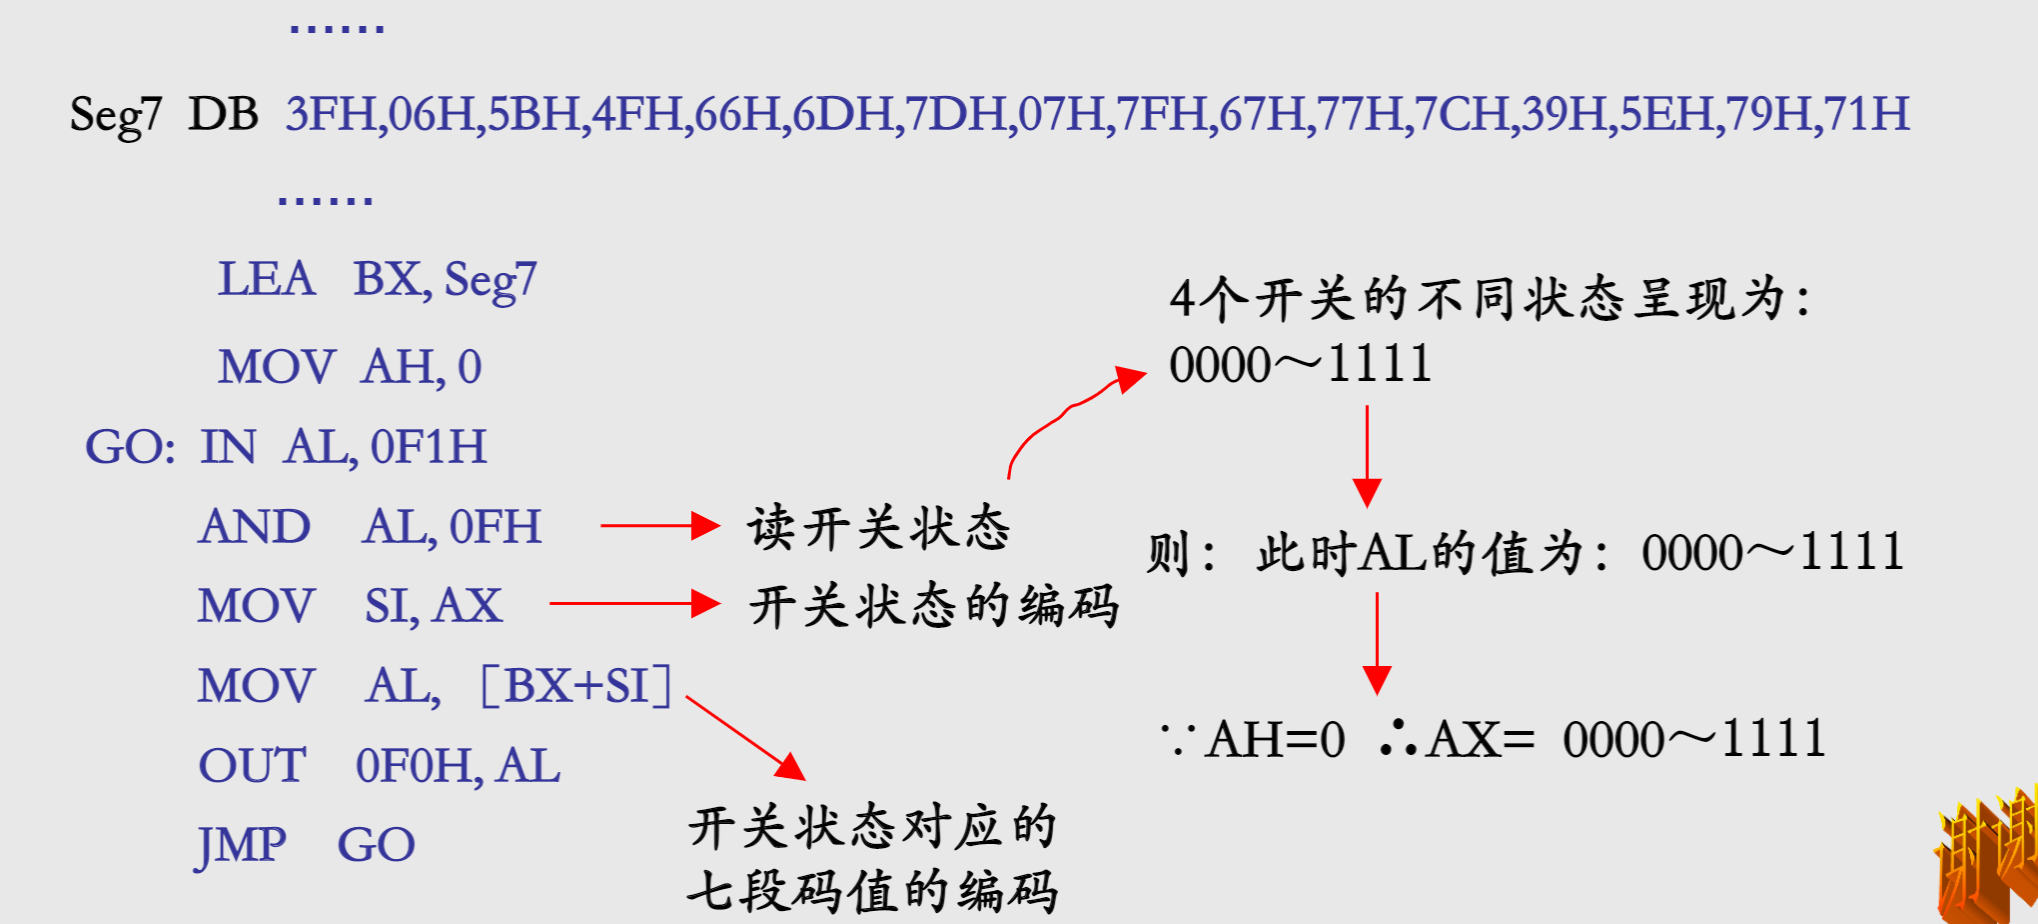 ......
Seg7 DB 3FH,06H,5BH,4FH,66H,6DH,7DH,07H,7FH,67H,77H,7CH,39H,5EH,79H,71H
......
LEA BX, Seg7
MOV AH, 0
GO: IN AL, 0F1H
AND AL, 0FH
MOV SI, AX
MOV AL, [BX+SI]
OUT 0F0H, AL
JMP GO
读开关状态
开关状态的编码
开关状态对应的
七段码值的编码
4个开关的不同状态呈现为：
0000～1111
则： 此时AL的值为：0000～1111
∵AH=0 ∴AX= 0000～1111
谢谢